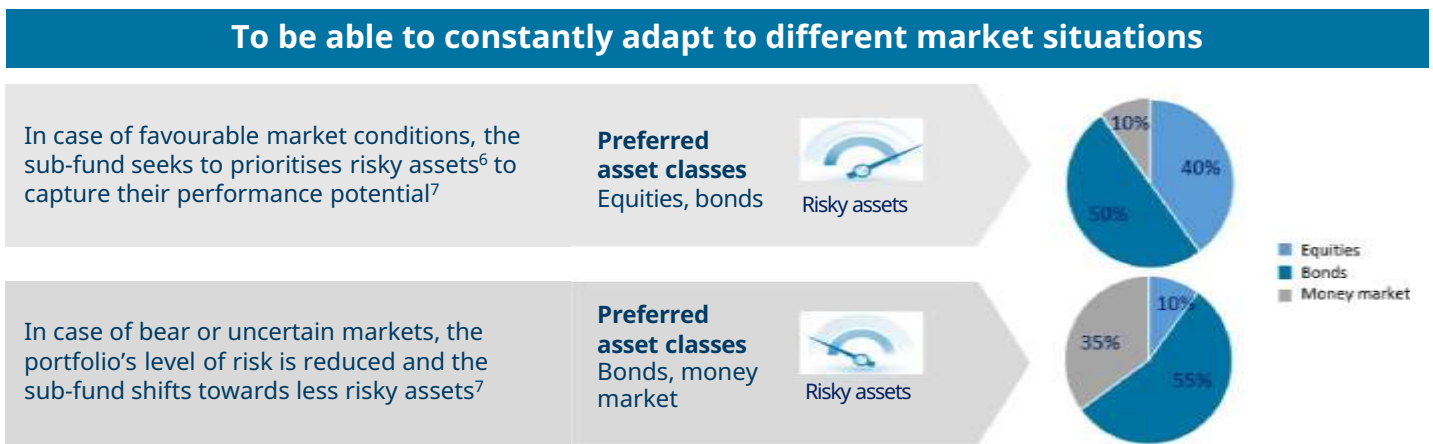 To be able to constantly adapt to different market situations
In case of favourable market conditions, the
sub-fund seeks to prioritises risky assets⁶ to
capture their performance potential⁷
Preferred
asset classes
Equities, bonds
Risky assets
10%
40%
50%
Equities
Bonds
Money market
In case of bear or uncertain markets, the
portfolio’s level of risk is reduced and the
sub-fund shifts towards less risky assets⁷
Preferred
asset classes
Bonds, money
market
Risky assets
10%
35%
55%